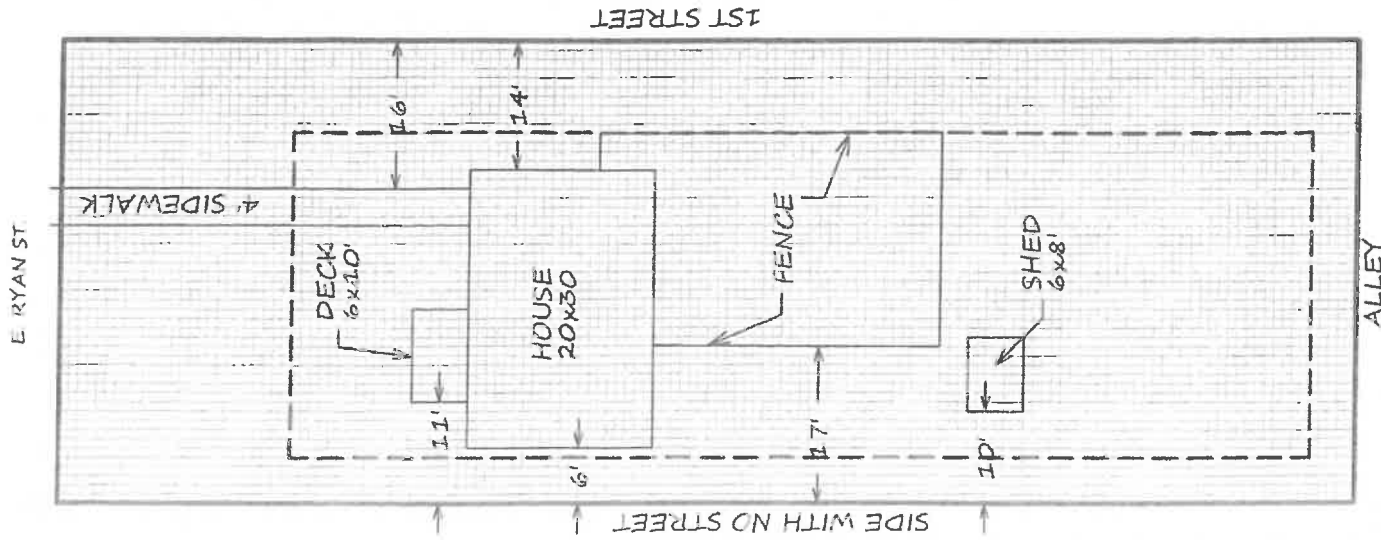 1ST STREET
E RYAN ST
16'
14'
4' SIDEWALK
DECK
6x10'
HOUSE
20x30
FENCE
SHED
6x8'
11'
6'
17'
10'
ALLEY
SIDE WITH NO STREET